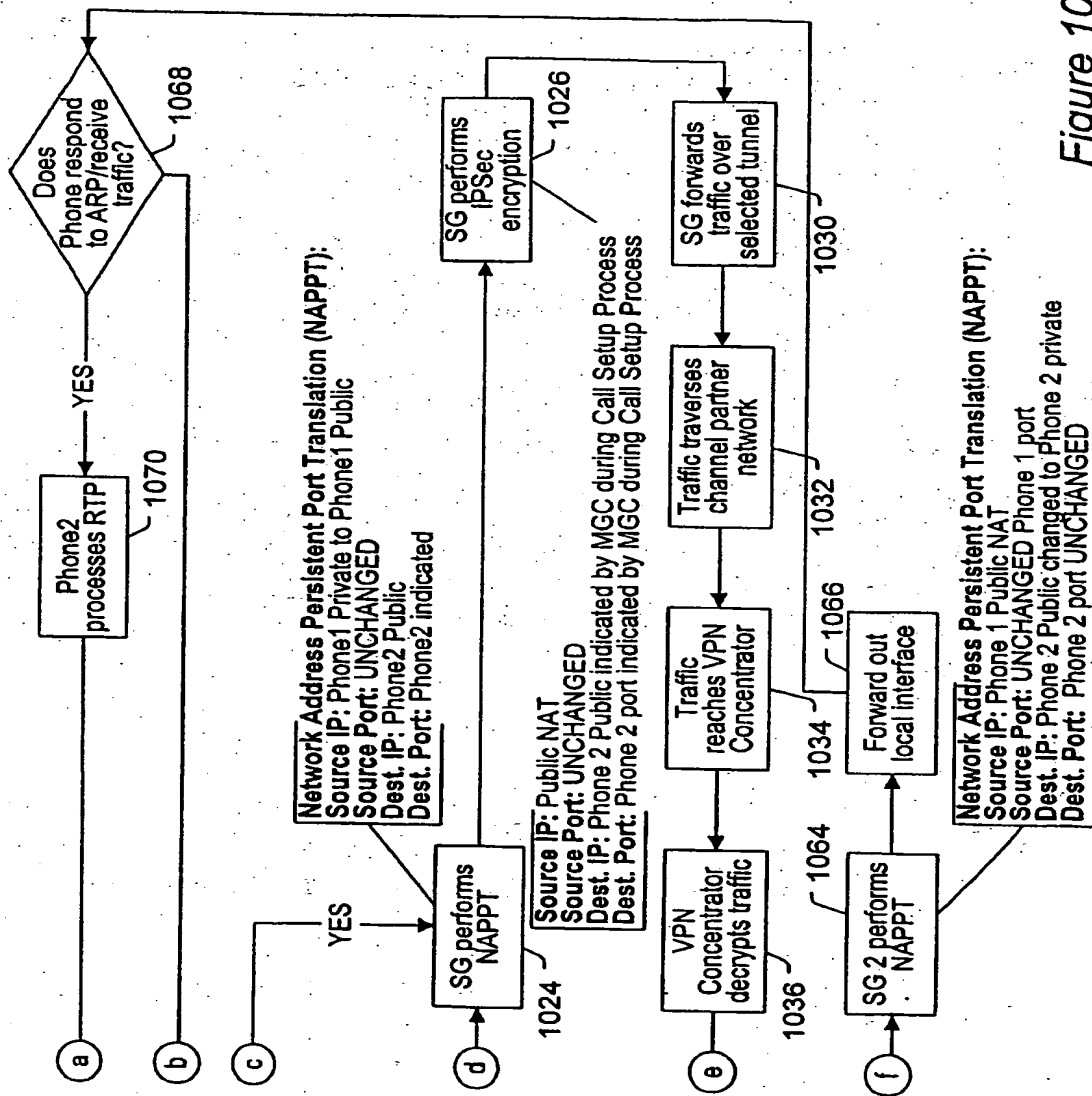 Does
Phone respond
to ARP/receive
traffic?
1068
YES
Phone2
processes RTP
1070
a
b
c
YES
Network Address Persistent Port Translation (NAPPT):
Source IP: Phone1 Private to Phone1 Public
Source Port: UNCHANGED
Dest. IP: Phone2 Public
Dest. Port: Phone2 indicated
d
SG performs
NAPPT
1024
SG performs
IPSec
encryption
1026
Source IP: Public NAT
Source Port: UNCHANGED
Dest. IP: Phone 2 Public indicated by MGC during Call Setup Process
Dest. Port: Phone 2 port indicated by MGC during Call Setup Process
SG forwards
traffic over
selected tunnel
1030
Traffic traverses
channel partner
network
1032
Traffic
reaches VPN
Concentrator
1034
VPN
Concentrator
decrypts traffic
1036
e
f
SG 2 performs
NAPPT
1064
Forward out
local interface
1066
Network Address Persistent Port Translation (NAPPT):
Source IP: Phone 1 Public NAT
Source Port: UNCHANGED Phone 1 port
Dest. IP: Phone 2 Public changed to Phone 2 private
Dest. Port: Phone 2 port UNCHANGED
Figure 10